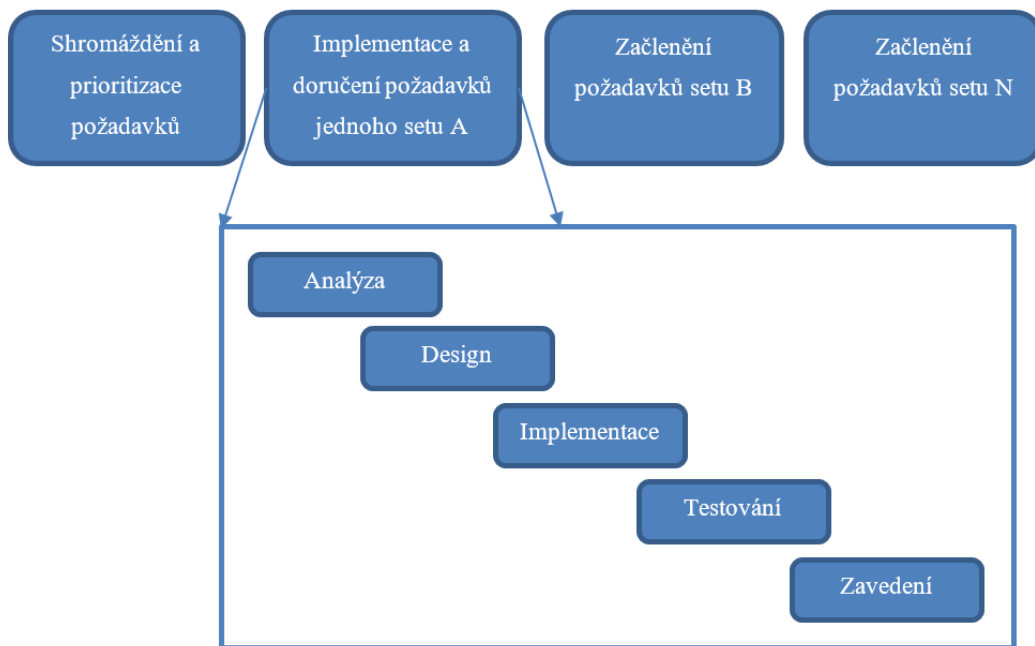 Shromáždění a
prioritizace
požadavků
Implementace a
doručení požadavků
jednoho setu A
Začlenění
požadavků setu B
Začlenění
požadavků setu N
Analýza
Design
Implementace
Testování
Zavedení